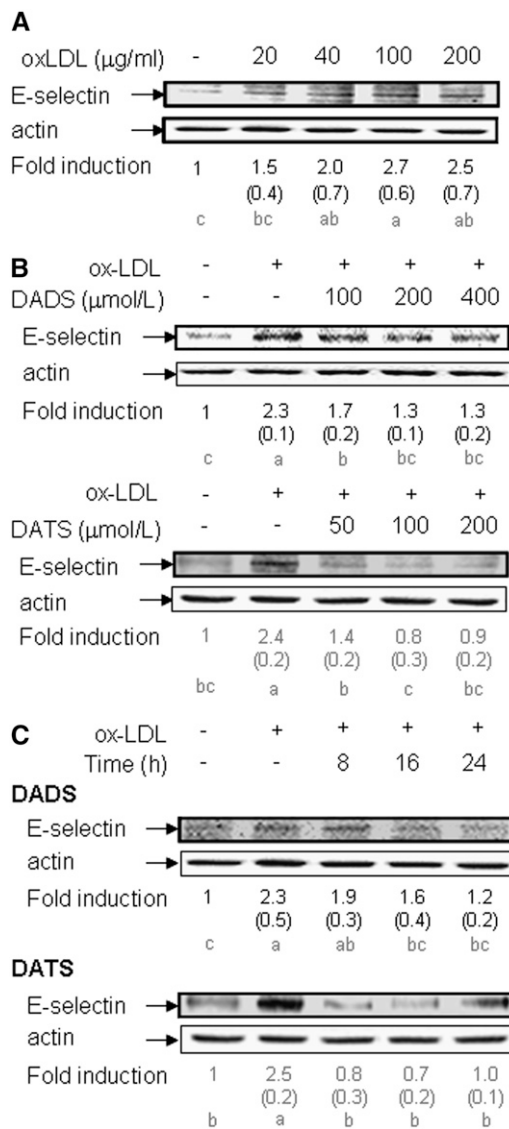 A
oxLDL (μg/ml) - 20 40 100 200
E-selectin
actin
Fold induction 1 1.5 2.0 2.7 2.5
(0.4) (0.7) (0.6) (0.7)
c bc ab a ab
B
ox-LDL - + + + +
DADS (μmol/L) - - 100 200 400
E-selectin
actin
Fold induction 1 2.3 1.7 1.3 1.3
(0.1) (0.2) (0.1) (0.2)
c a b bc bc
ox-LDL - + + + +
DATS (μmol/L) - - 50 100 200
E-selectin
actin
Fold induction 1 2.4 1.4 0.8 0.9
(0.2) (0.2) (0.3) (0.2)
bc a b c bc
C
ox-LDL - + + + +
Time (h) - - 8 16 24
DADS
E-selectin
actin
Fold induction 1 2.3 1.9 1.6 1.2
(0.5) (0.3) (0.4) (0.2)
c a ab bc bc
DATS
E-selectin
actin
Fold induction 1 2.5 0.8 0.7 1.0
(0.2) (0.3) (0.2) (0.1)
b a b b b